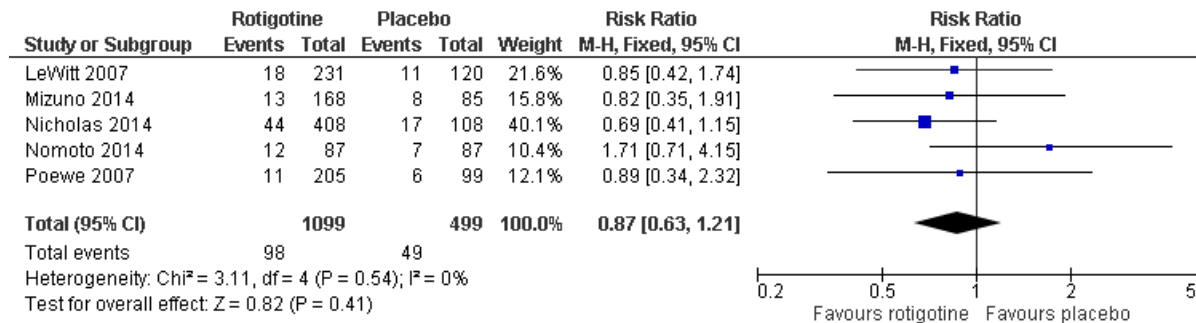 Rotigotine Placebo Risk Ratio Risk Ratio
Study or Subgroup Events Total Events Total Weight M-H, Fixed, 95% CI M-H, Fixed, 95% CI
LeWitt 2007 18 231 11 120 21.6% 0.85 [0.42, 1.74]
Mizuno 2014 13 168 8 85 15.8% 0.82 [0.35, 1.91]
Nicholas 2014 44 408 17 108 40.1% 0.69 [0.41, 1.15]
Nomoto 2014 12 87 7 87 10.4% 1.71 [0.71, 4.15]
Poewe 2007 11 205 6 99 12.1% 0.89 [0.34, 2.32]
Total (95% CI) 1099 499 100.0% 0.87 [0.63, 1.21]
Total events 98 49
Heterogeneity: Chi² = 3.11, df = 4 (P = 0.54); I² = 0%
Test for overall effect: Z = 0.82 (P = 0.41)
0.2 0.5 1 2 5
Favours rotigotine Favours placebo